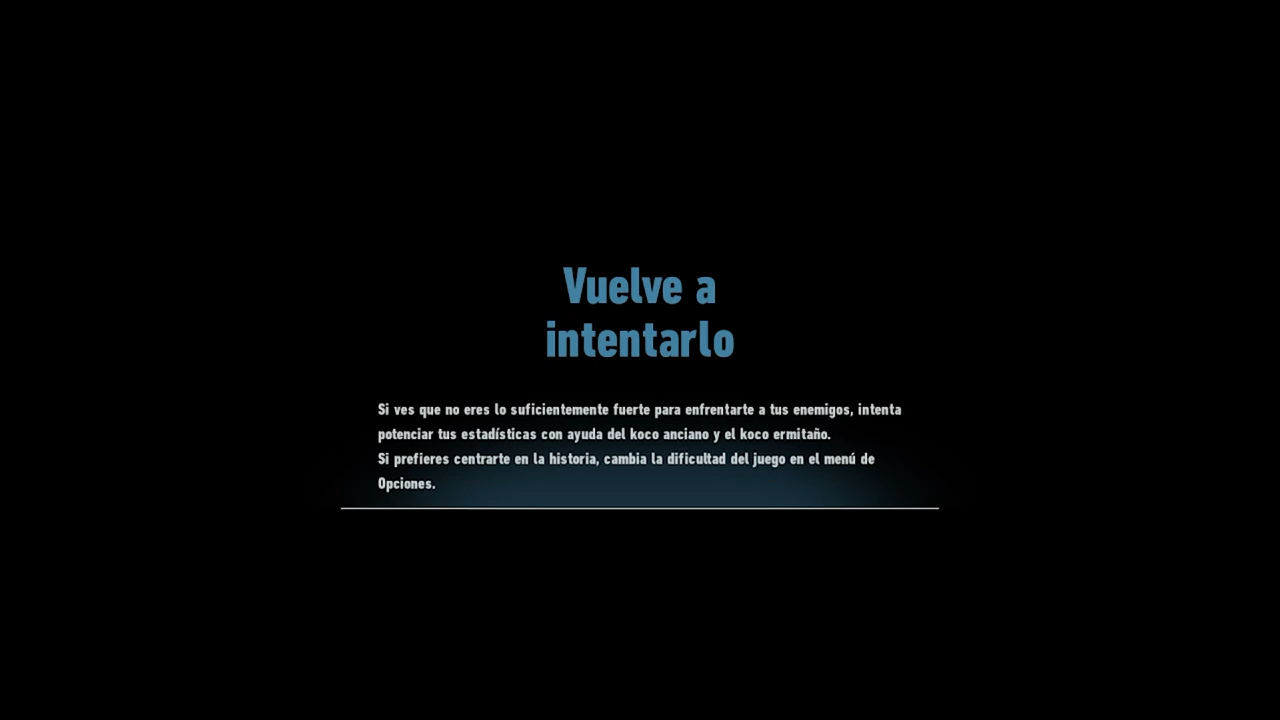 Vuelve a
intentarlo
Si ves que no eres lo suficientemente fuerte para enfrentarte a tus enemigos, intenta
potenciar tus estadísticas con ayuda del koco anciano y el koco ermitaño.
Si prefieres centrarte en la historia, cambia la dificultad del juego en el menú de
Opciones.